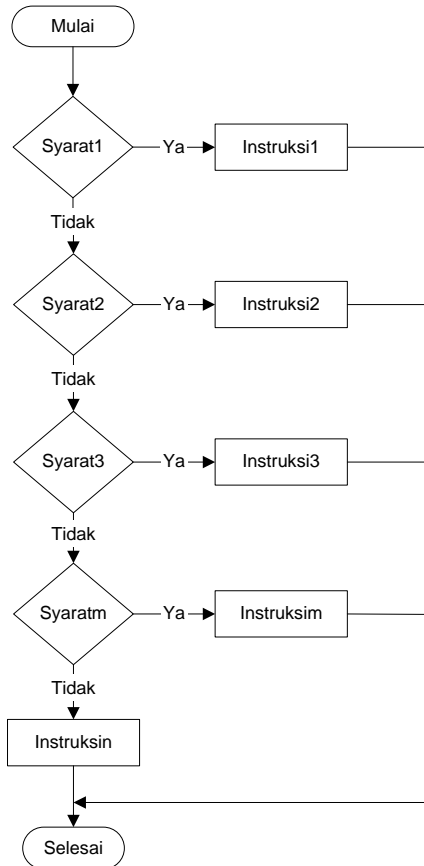 Mulai
Syarat1
Ya
Instruksi1
Tidak
Syarat2
Ya
Instruksi2
Tidak
Syarat3
Ya
Instruksi3
Tidak
Syaratm
Ya
Instruksim
Tidak
Instruksin
Selesai